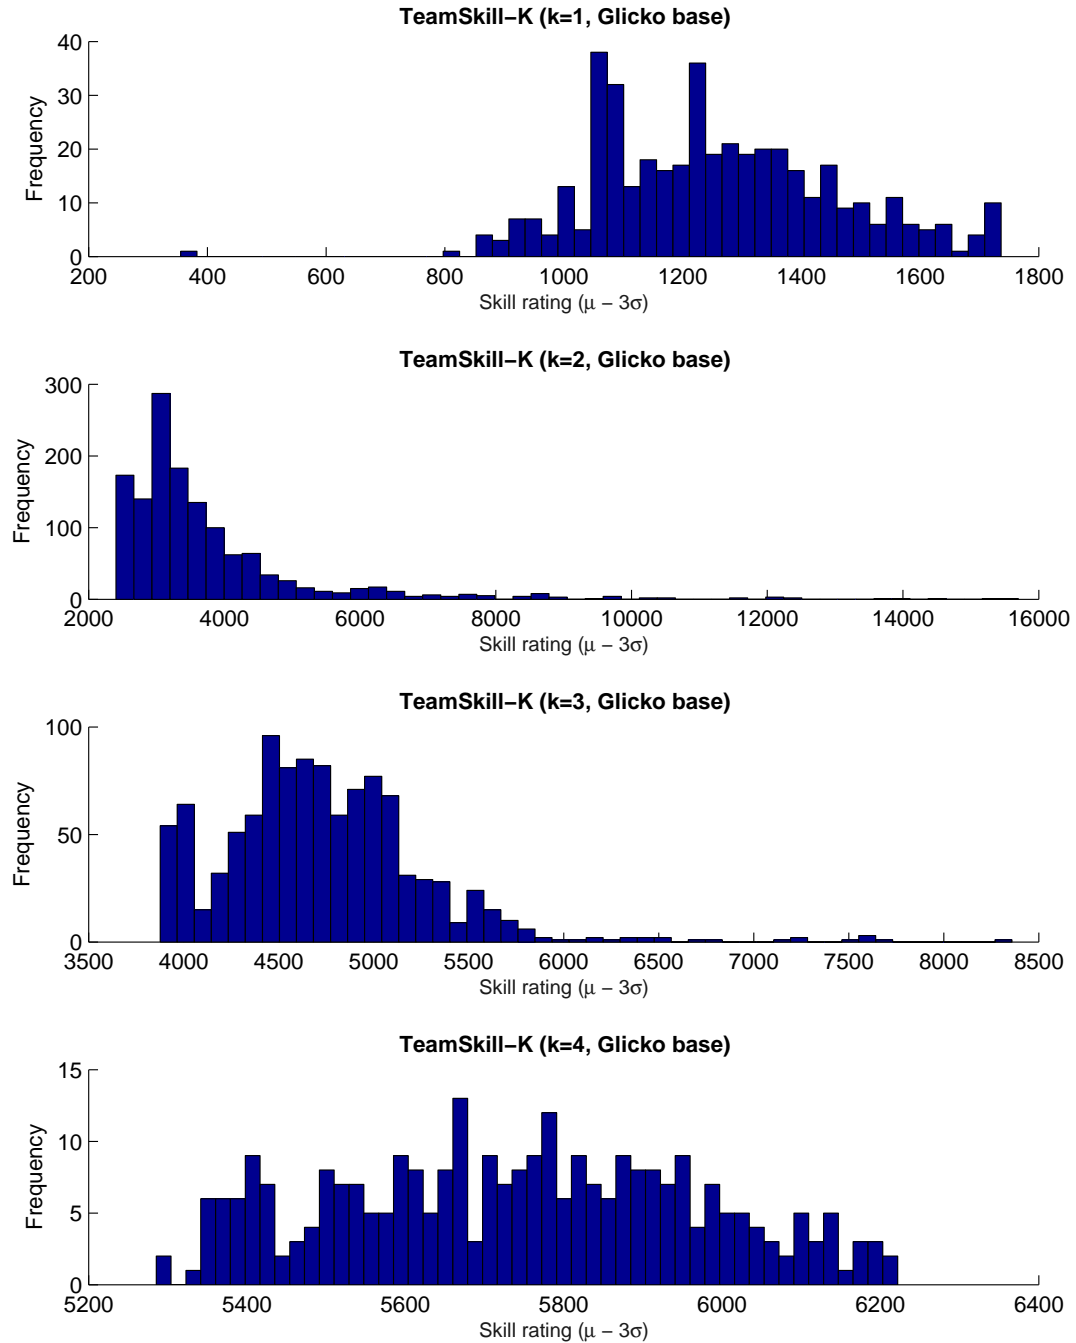 TeamSkill−K (k=1, Glicko base)
40
30
20
10
0
Frequency
200 400 600 800 1000 1200 1400 1600 1800
Skill rating (μ − 3σ)
TeamSkill−K (k=2, Glicko base)
300
200
100
0
Frequency
2000 4000 6000 8000 10000 12000 14000 16000
Skill rating (μ − 3σ)
TeamSkill−K (k=3, Glicko base)
100
50
0
Frequency
3500 4000 4500 5000 5500 6000 6500 7000 7500 8000 8500
Skill rating (μ − 3σ)
TeamSkill−K (k=4, Glicko base)
15
10
5
0
Frequency
5200 5400 5600 5800 6000 6200 6400
Skill rating (μ − 3σ)